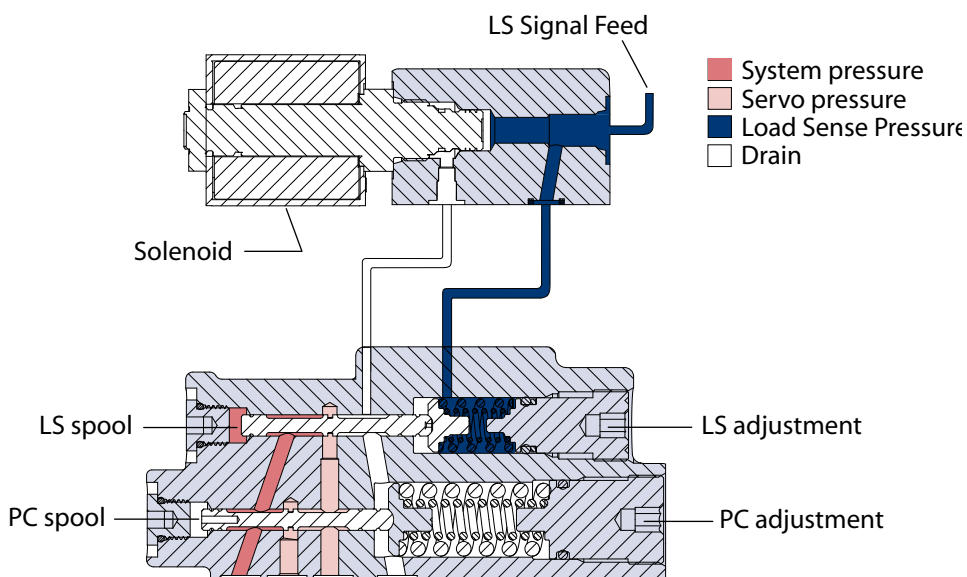 LS Signal Feed
System pressure
Servo pressure
Load Sense Pressure
Drain
Solenoid
LS spool
LS adjustment
PC spool
PC adjustment